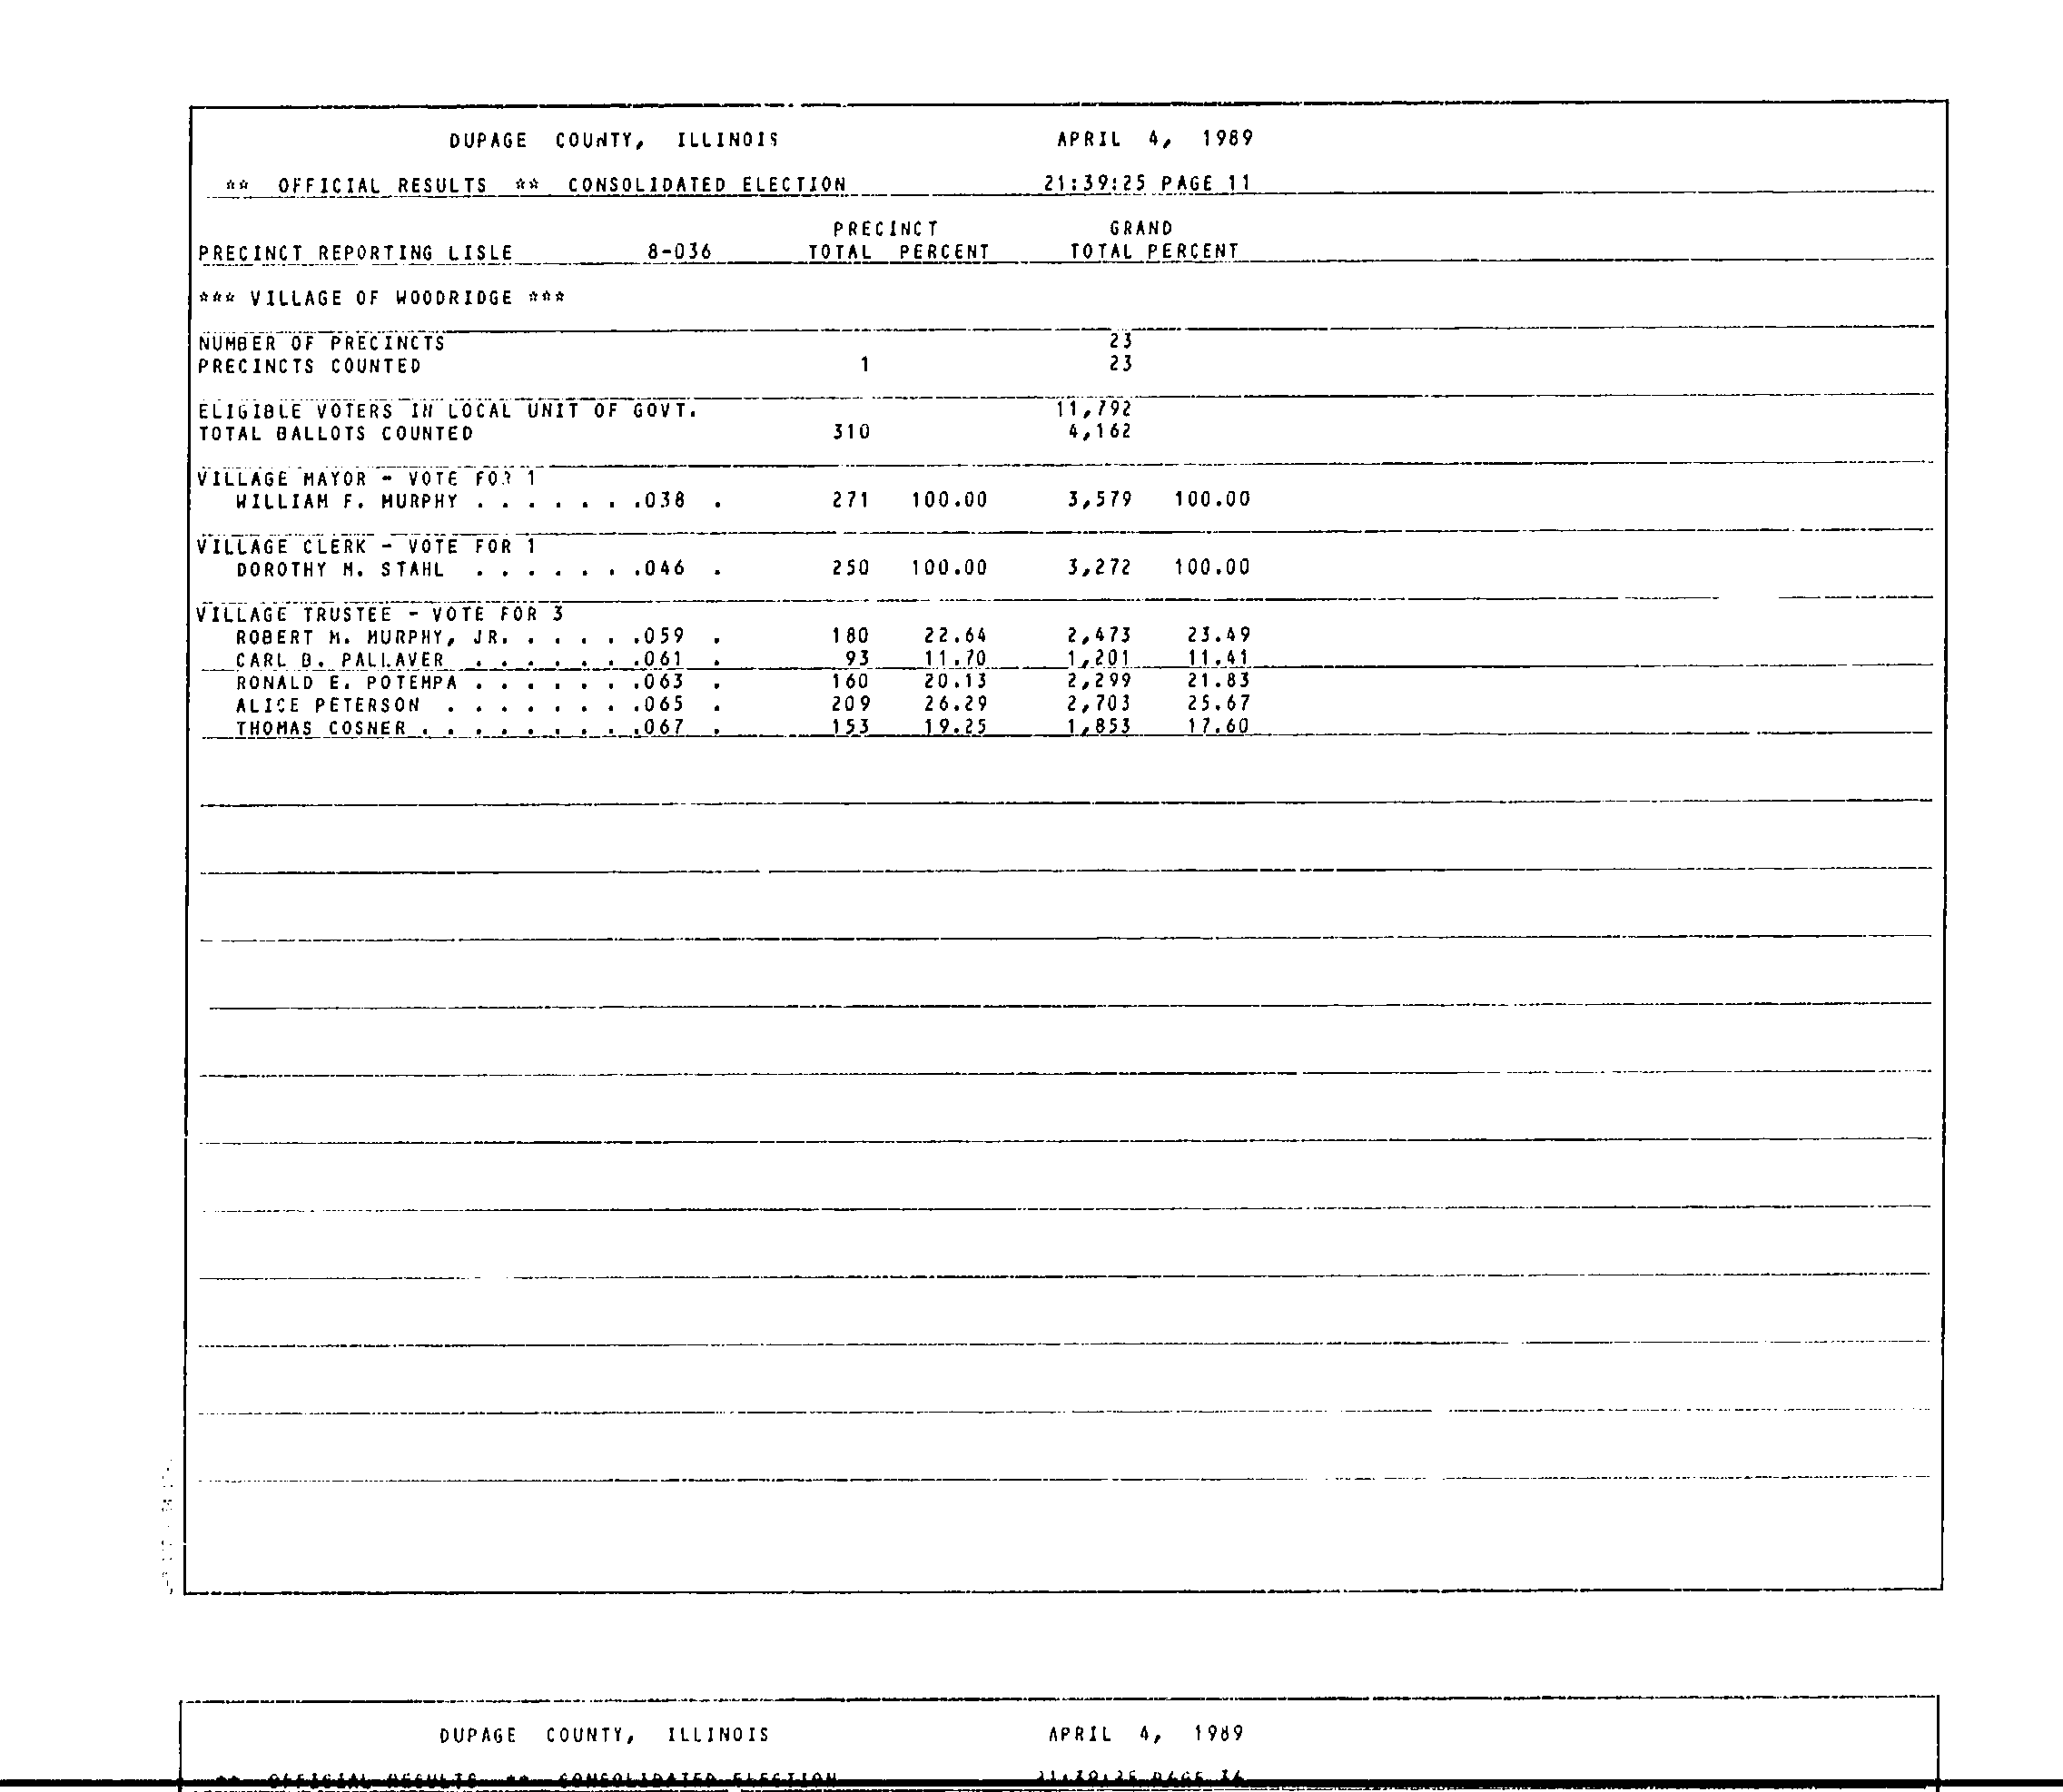 DUPAGE COUNTY, ILLINOIS APRIL 4, 1989
** OFFICIAL RESULTS ** CONSOLIDATED ELECTION 21:39:25 PAGE 11
PRECINCT GRAND
PRECINCT REPORTING LISLE 8-036 TOTAL PERCENT TOTAL PERCENT
*** VILLAGE OF WOODRIDGE ***
NUMBER OF PRECINCTS 23
PRECINCTS COUNTED 1 23
ELIGIBLE VOTERS IN LOCAL UNIT OF GOVT. 11,792
TOTAL BALLOTS COUNTED 310 4,162
VILLAGE MAYOR - VOTE FOR 1
WILLIAM F. MURPHY . . . . . . .038 . 271 100.00 3,579 100.00
VILLAGE CLERK - VOTE FOR 1
DOROTHY M. STAHL . . . . . . .046 . 250 100.00 3,272 100.00
VILLAGE TRUSTEE - VOTE FOR 3
ROBERT M. MURPHY, JR. . . . . .059 . 180 22.64 2,473 23.49
CARL B. PALLAVER . . . . . . .061 . 93 11.70 1,201 11.41
RONALD E. POTEMPA . . . . . . .063 . 160 20.13 2,299 21.83
ALICE PETERSON . . . . . . . .065 . 209 26.29 2,703 25.67
THOMAS COSNER . . . . . . . . .067 . 153 19.25 1,853 17.60
DUPAGE COUNTY, ILLINOIS APRIL 4, 1989
** OFFICIAL RESULTS ** CONSOLIDATED ELECTION